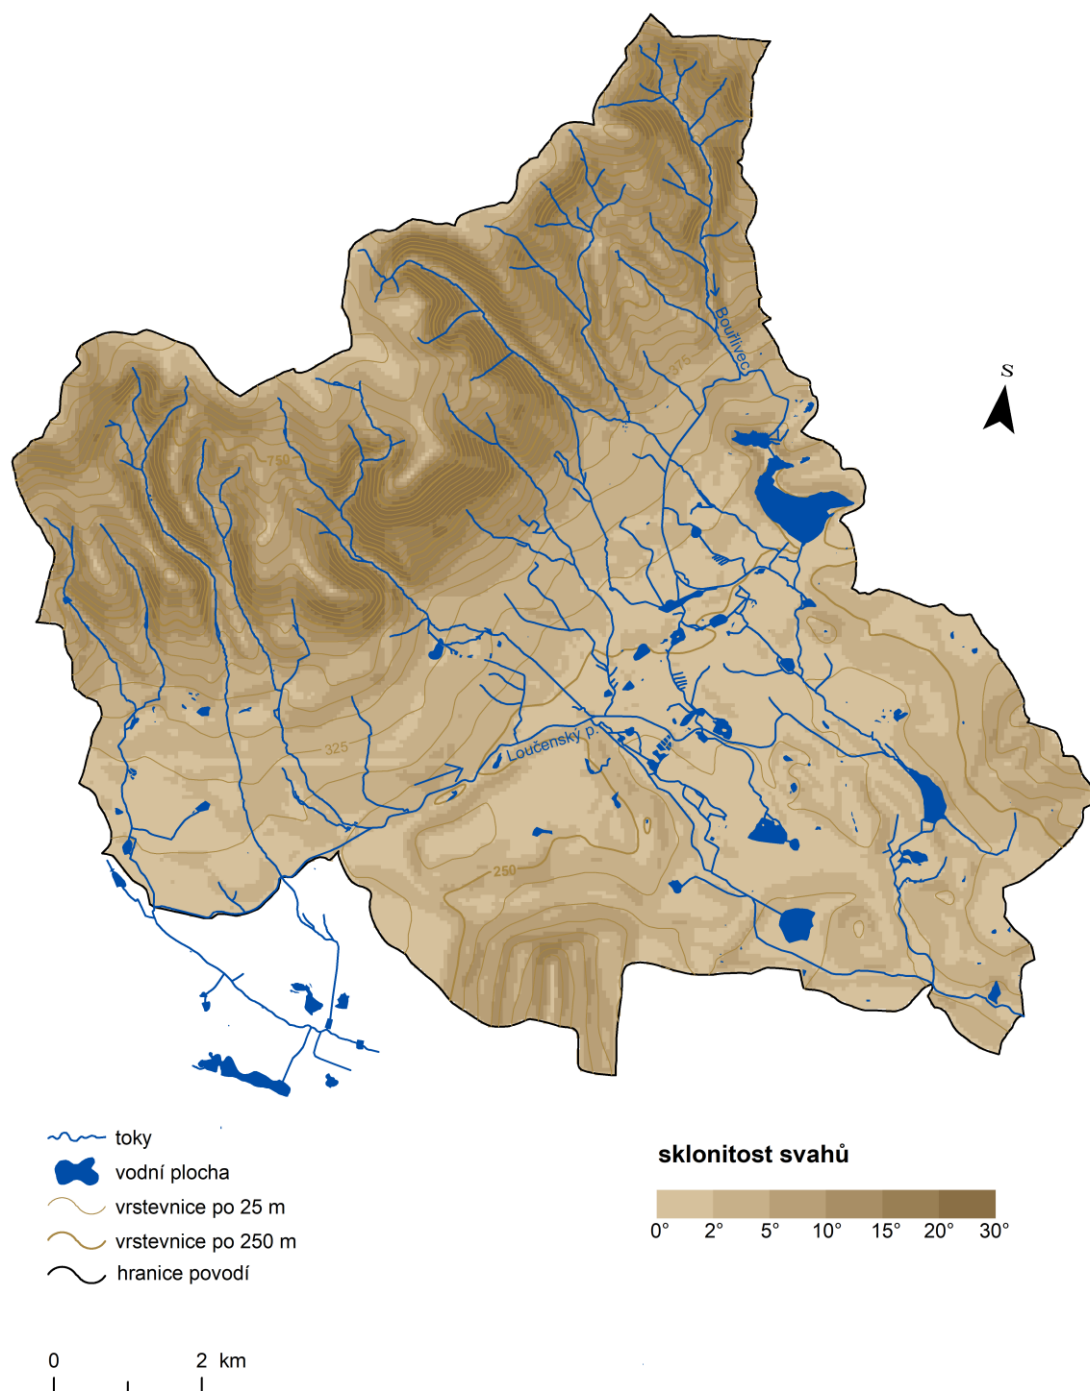 S
Bouřlivec
375
750
325
Loučenský p.
250
toky
vodní plocha
vrstevnice po 25 m
vrstevnice po 250 m
hranice povodí
sklonitost svahů
0° 2° 5° 10° 15° 20° 30°
0 2 km